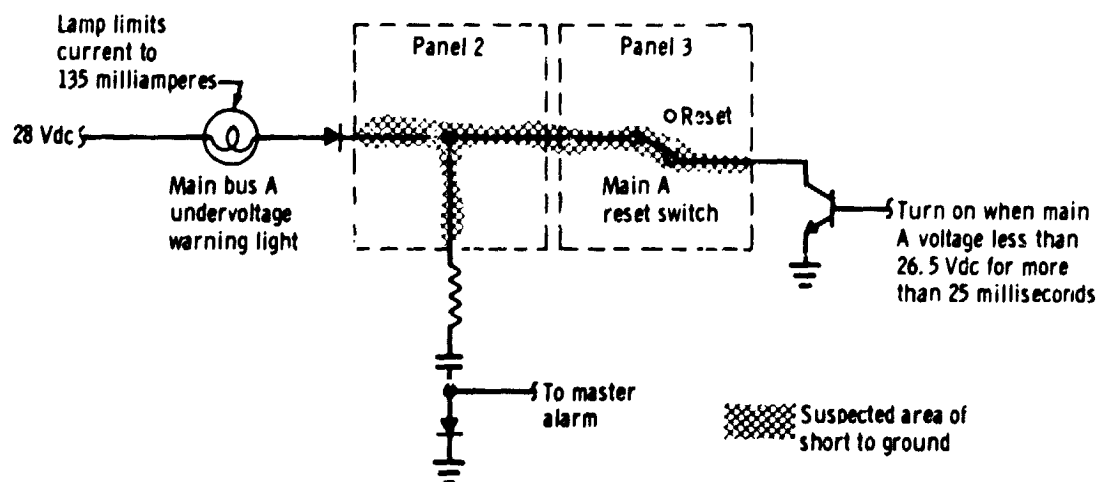 Lamp limits
current to
135 milliamperes
Panel 2
Panel 3
28 Vdc
Reset
Main bus A
undervoltage
warning light
Main A
reset switch
Turn on when main
A voltage less than
26.5 Vdc for more
than 25 milliseconds
To master
alarm
Suspected area of
short to ground